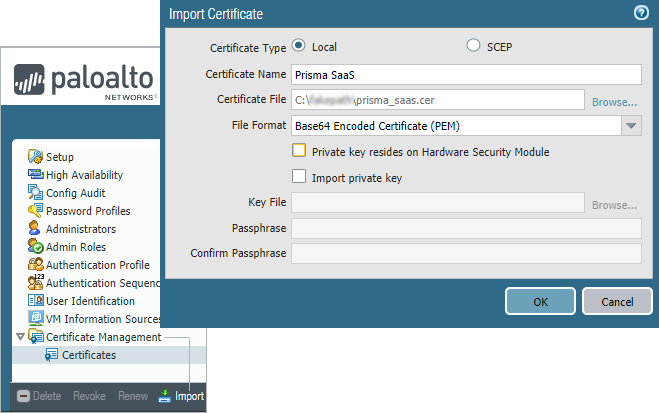 Import Certificate
Certificate Type Local SCEP
Certificate Name Prisma SaaS
Certificate File C:\fakepath\prisma_saas.cer Browse...
File Format Base64 Encoded Certificate (PEM)
Private key resides on Hardware Security Module
Import private key
Key File Browse...
Passphrase
Confirm Passphrase
OK Cancel
paloalto
NETWORKS®
Setup
High Availability
Config Audit
Password Profiles
Administrators
Admin Roles
Authentication Profile
Authentication Sequenc
User Identification
VM Information Sources
Certificate Management
Certificates
Delete Revoke Renew Import